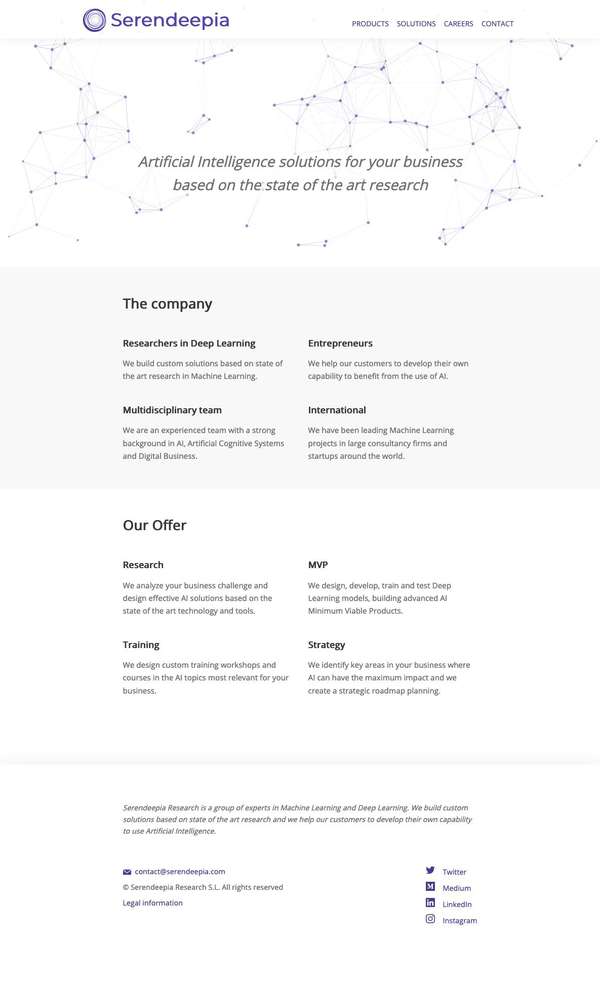 Serendeepia
PRODUCTS SOLUTIONS CAREERS CONTACT
Artificial Intelligence solutions for your business
based on the state of the art research
The company
Researchers in Deep Learning
We build custom solutions based on state of
the art research in Machine Learning.
Entrepreneurs
We help our customers to develop their own
capability to benefit from the use of AI.
Multidisciplinary team
We are an experienced team with a strong
background in AI, Artificial Cognitive Systems
and Digital Business.
International
We have been leading Machine Learning
projects in large consultancy firms and
startups around the world.
Our Offer
Research
We analyze your business challenge and
design effective AI solutions based on the
state of the art technology and tools.
MVP
We design, develop, train and test Deep
Learning models, building advanced AI
Minimum Viable Products.
Training
We design custom training workshops and
courses in the AI topics most relevant for your
business.
Strategy
We identify key areas in your business where
AI can have the maximum impact and we
create a strategic roadmap planning.
Serendeepia Research is a group of experts in Machine Learning and Deep Learning. We build custom
solutions based on state of the art research and we help our customers to develop their own capability
to use Artificial Intelligence.
contact@serendeepia.com
© Serendeepia Research S.L. All rights reserved
Legal information
Twitter
Medium
LinkedIn
Instagram